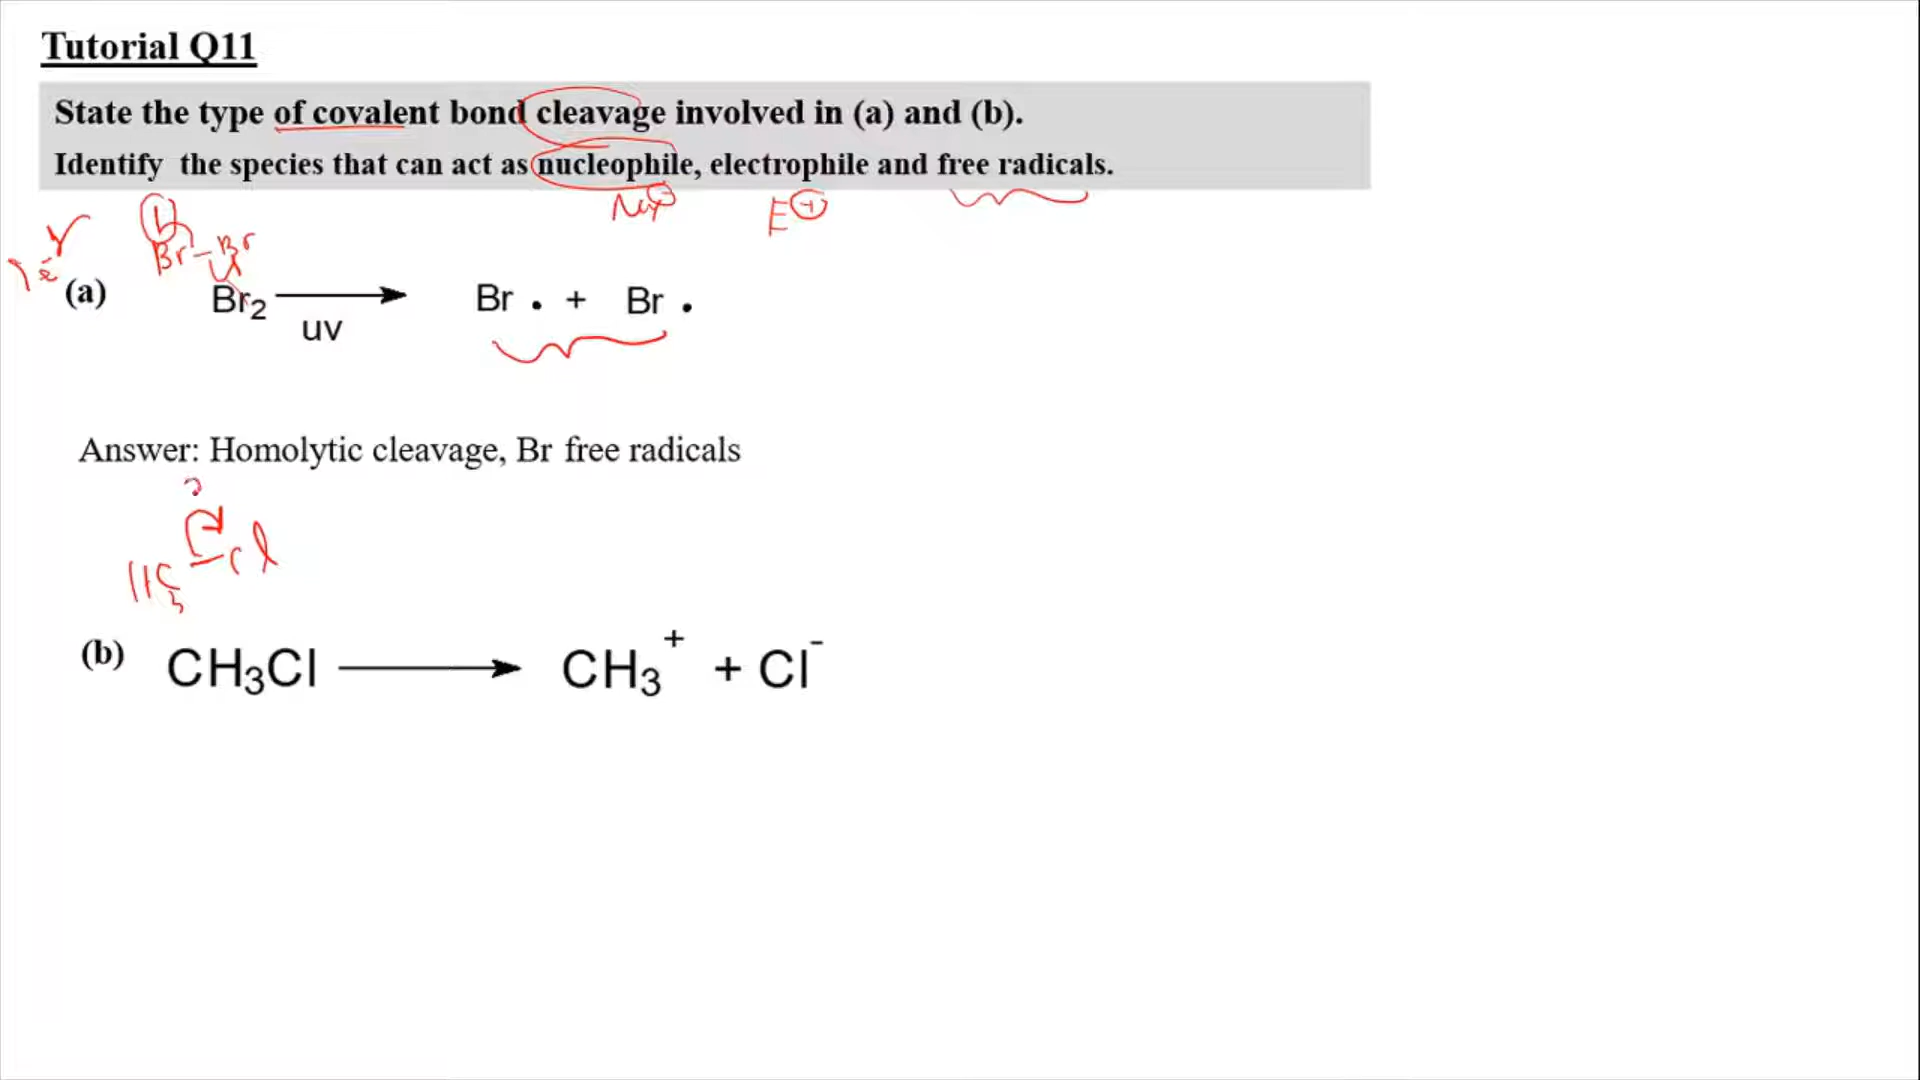 Tutorial Q11
State the type of covalent bond cleavage involved in (a) and (b).
Identify the species that can act as nucleophile, electrophile and free radicals.
E⊕
Br – Br
(a) Br₂ uv Br • + Br •
Answer: Homolytic cleavage, Br free radicals
H₃C – Cl
(b) CH₃Cl CH₃⁺ + Cl⁻